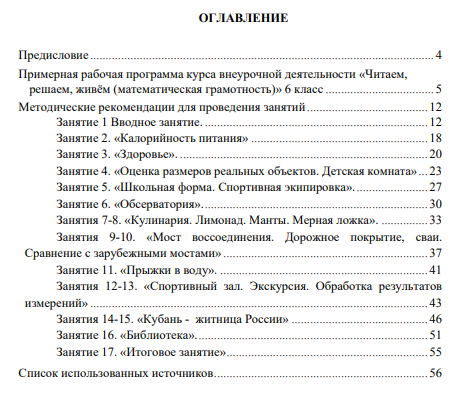 ОГЛАВЛЕНИЕ
Предисловие ........ 4
Примерная рабочая программа курса внеурочной деятельности «Читаем,
решаем, живём (математическая грамотность)» 6 класс ........ 5
Методические рекомендации для проведения занятий ........ 12
Занятие 1 Вводное занятие. ........ 12
Занятие 2. «Калорийность питания» ........ 18
Занятие 3. «Здоровье». ........ 20
Занятие 4. «Оценка размеров реальных объектов. Детская комната» ... 23
Занятие 5. «Школьная форма. Спортивная экипировка». ........ 27
Занятие 6. «Обсерватория». ........ 30
Занятия 7-8. «Кулинария. Лимонад. Манты. Мерная ложка». ........ 33
Занятия 9-10. «Мост воссоединения. Дорожное покрытие, сваи.
Сравнение с зарубежными мостами» ........ 37
Занятие 11. «Прыжки в воду». ........ 41
Занятия 12-13. «Спортивный зал. Экскурсия. Обработка результатов
измерений» ........ 43
Занятия 14-15. «Кубань - житница России» ........ 46
Занятие 16. «Библиотека». ........ 51
Занятие 17. «Итоговое занятие» ........ 55
Список использованных источников ........ 56